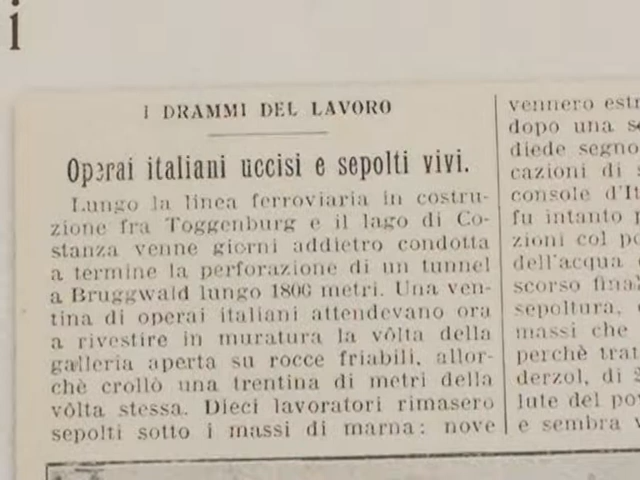 i
I DRAMMI DEL LAVORO
Operai italiani uccisi e sepolti vivi.
Lungo la linea ferroviaria in costru-
zione fra Toggenburg e il lago di Co-
stanza venne giorni addietro condotta
a termine la perforazione di un tunnel
a Bruggwald lungo 1806 metri. Una ven-
tina di operai italiani attendevano ora
a rivestire in muratura la vôlta della
galleria aperta su rocce friabili, allor-
chè crollò una trentina di metri della
vôlta stessa. Dieci lavoratori rimasero
sepolti sotto i massi di marna: nove
vennero estr
dopo una s
diede segno
cazioni di s
console d'It
fu intanto p
zioni col po
dell'acqua
scorso final
sepoltura,
massi che
perchè trat
derzol, di 2
lute del pov
e sembra v